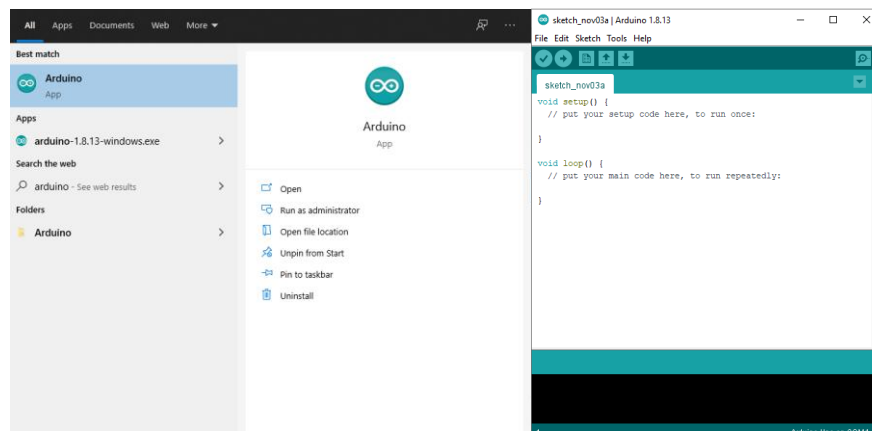 All Apps Documents Web More
Best match
Arduino
App
Apps
arduino-1.8.13-windows.exe
Search the web
arduino - See web results
Folders
Arduino
Arduino
App
Open
Run as administrator
Open file location
Unpin from Start
Pin to taskbar
Uninstall
sketch_nov03a | Arduino 1.8.13
File Edit Sketch Tools Help
sketch_nov03a
void setup() {
// put your setup code here, to run once:
}
void loop() {
// put your main code here, to run repeatedly:
}